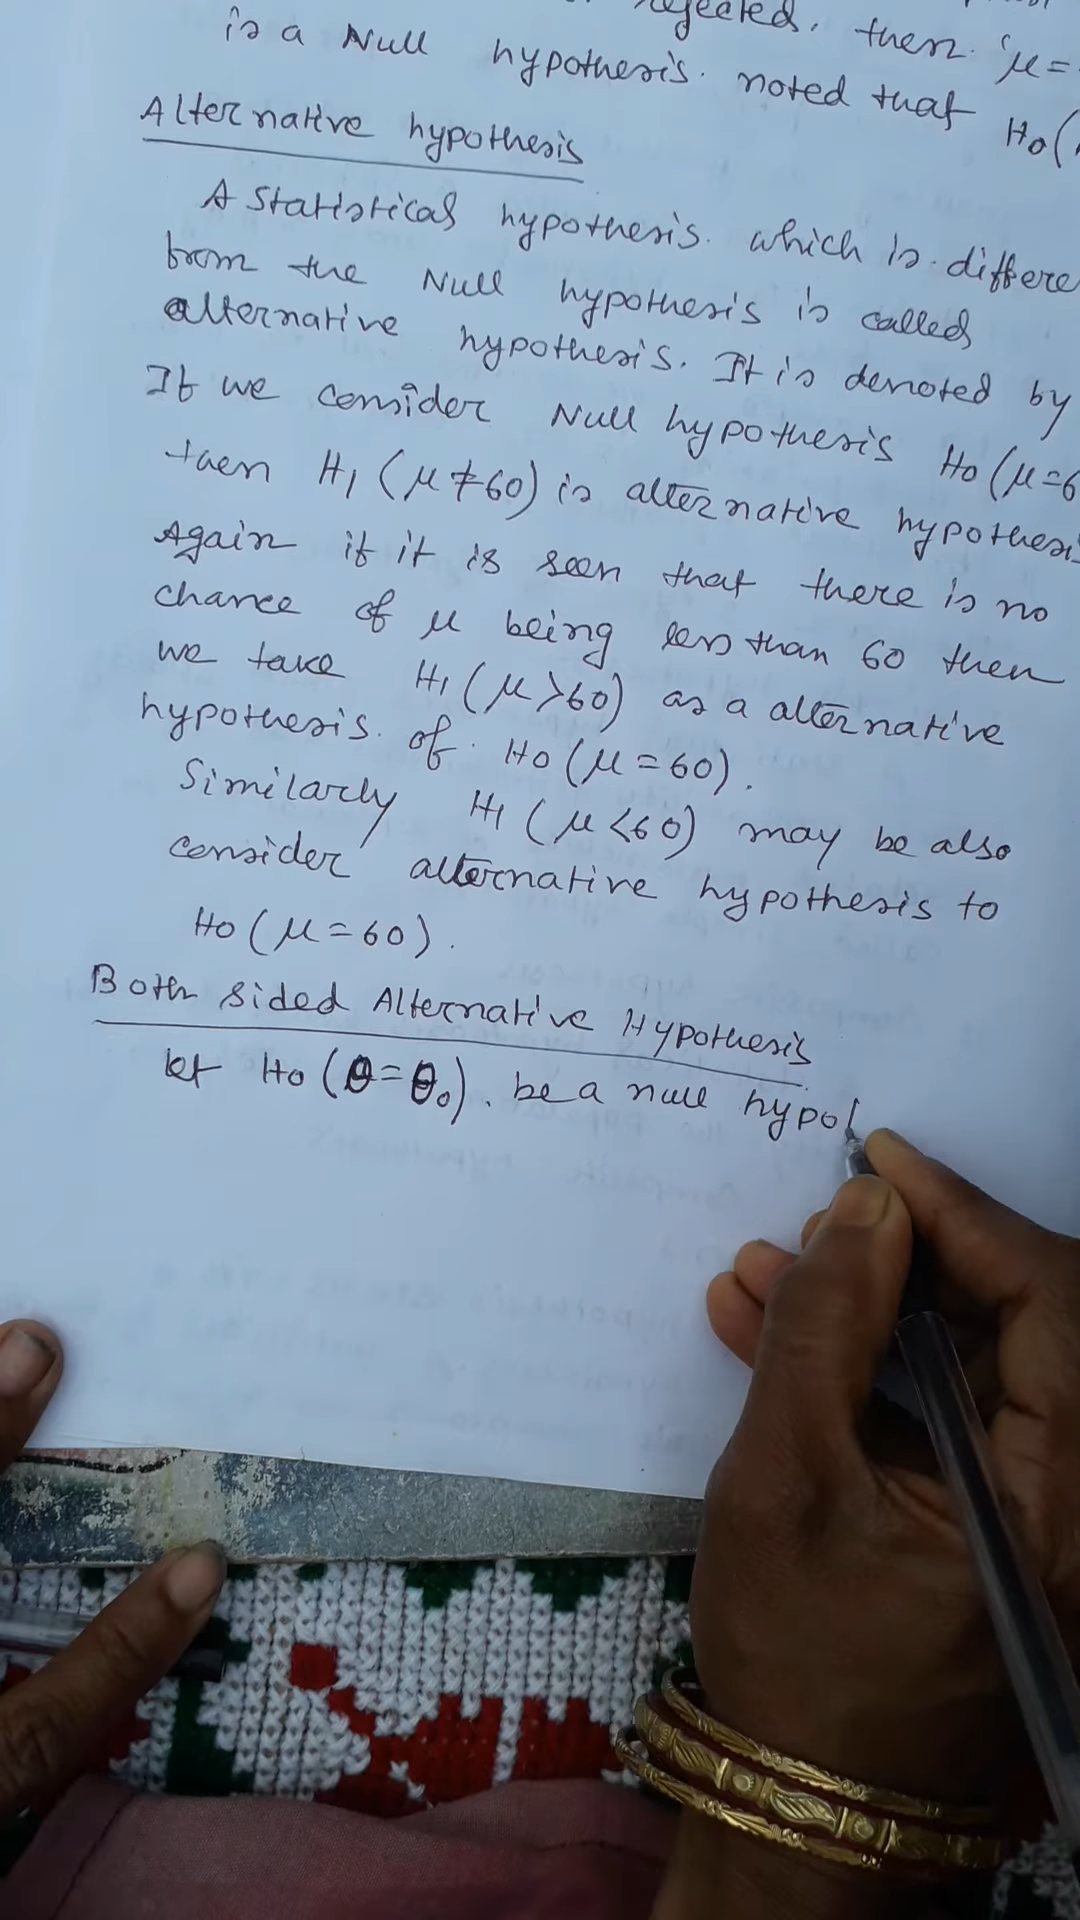 rejected, then 'μ=
is a Null hypothesis. noted that Ho(
Alternative hypothesis
A Statistical hypothesis. which is differe
from the Null hypothesis is called
alternative hypothesis. It is denoted by
If we consider Null hypothesis Ho (μ=6
then H1 (μ≠60) is alternative hypothesis
Again if it is seen that there is no
chance of μ being less than 60 then
we take H1 (μ>60) as a alternative
hypothesis. of Ho (μ=60).
Similarly H1 (μ<60) may be also
consider alternative hypothesis to
Ho (μ=60).
Both sided Alternative Hypothesis
let Ho (θ=θo). be a null hypo